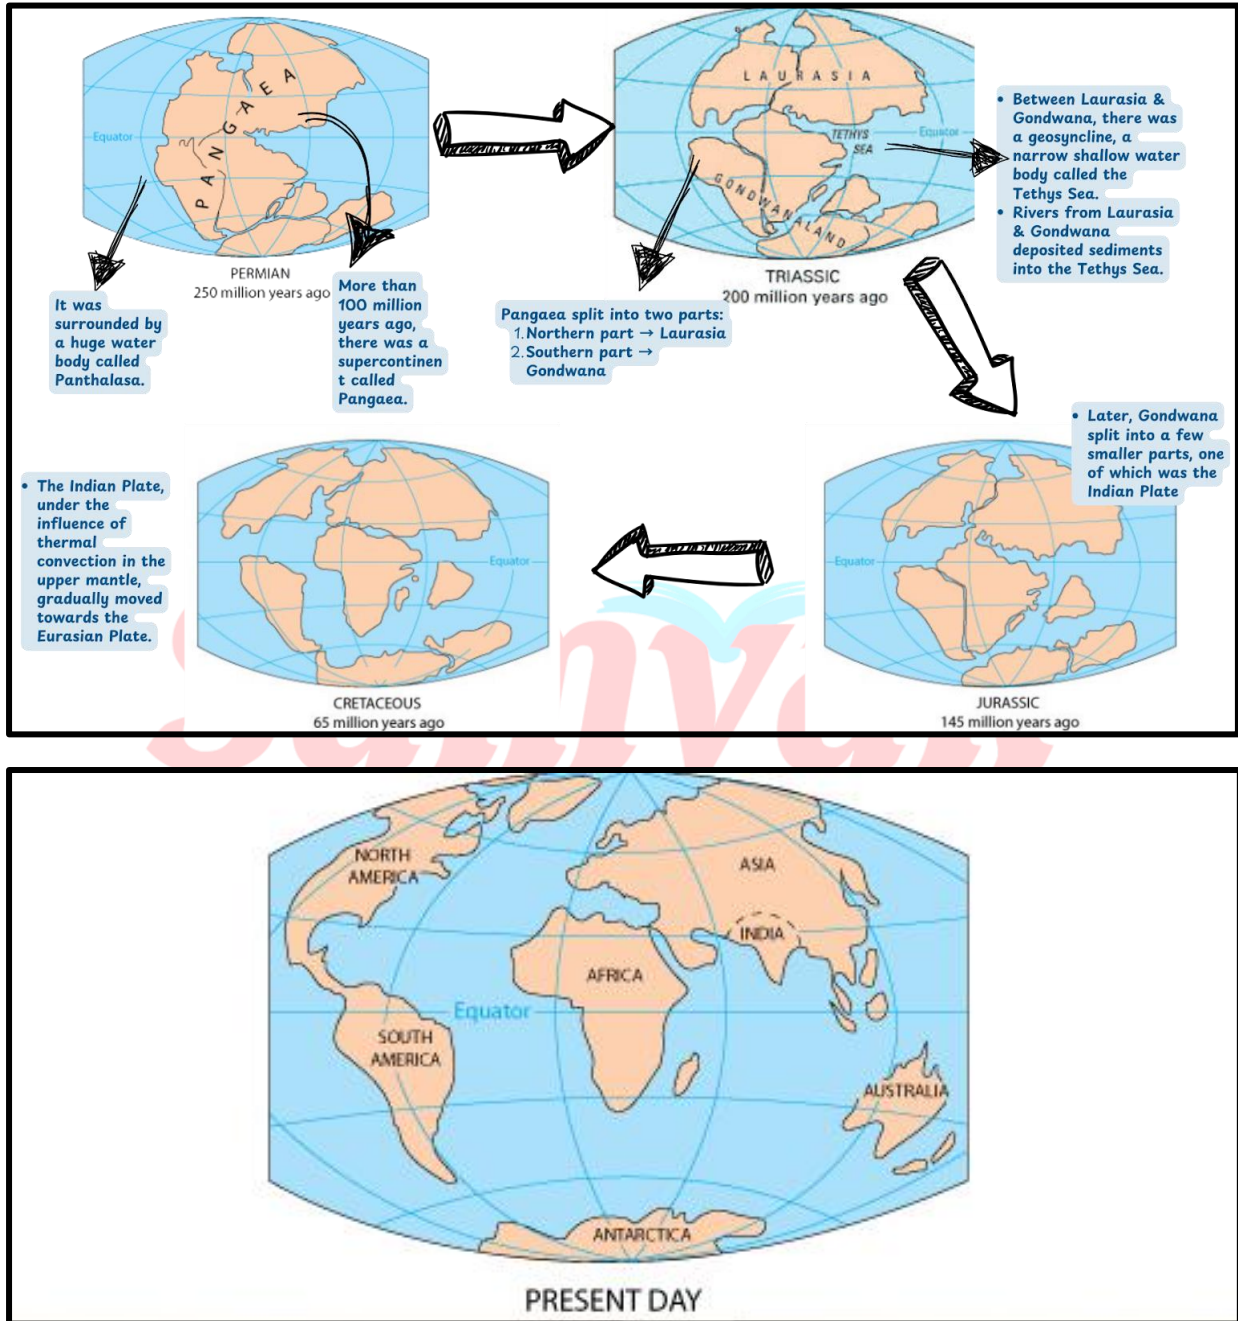 PANGAEA
Equator
PERMIAN
250 million years ago
It was
surrounded by
a huge water
body called
Panthalasa.
More than
100 million
years ago,
there was a
supercontinen
t called
Pangaea.
LAURASIA
TETHYS
SEA
Equator
GONDWANALAND
TRIASSIC
200 million years ago
Pangaea split into two parts:
1. Northern part → Laurasia
2. Southern part →
Gondwana
• Between Laurasia &
Gondwana, there was
a geosyncline, a
narrow shallow water
body called the
Tethys Sea.
• Rivers from Laurasia
& Gondwana
deposited sediments
into the Tethys Sea.
• Later, Gondwana
split into a few
smaller parts, one
of which was the
Indian Plate
Equator
JURASSIC
145 million years ago
• The Indian Plate,
under the
influence of
thermal
convection in the
upper mantle,
gradually moved
towards the
Eurasian Plate.
Equator
CRETACEOUS
65 million years ago
NORTH
AMERICA
ASIA
INDIA
AFRICA
Equator
SOUTH
AMERICA
AUSTRALIA
ANTARCTICA
PRESENT DAY